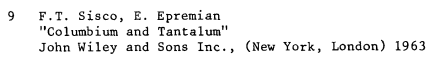 9 F.T. Sisco, E. Epremian
"Columbium and Tantalum"
John Wiley and Sons Inc., (New York, London) 1963